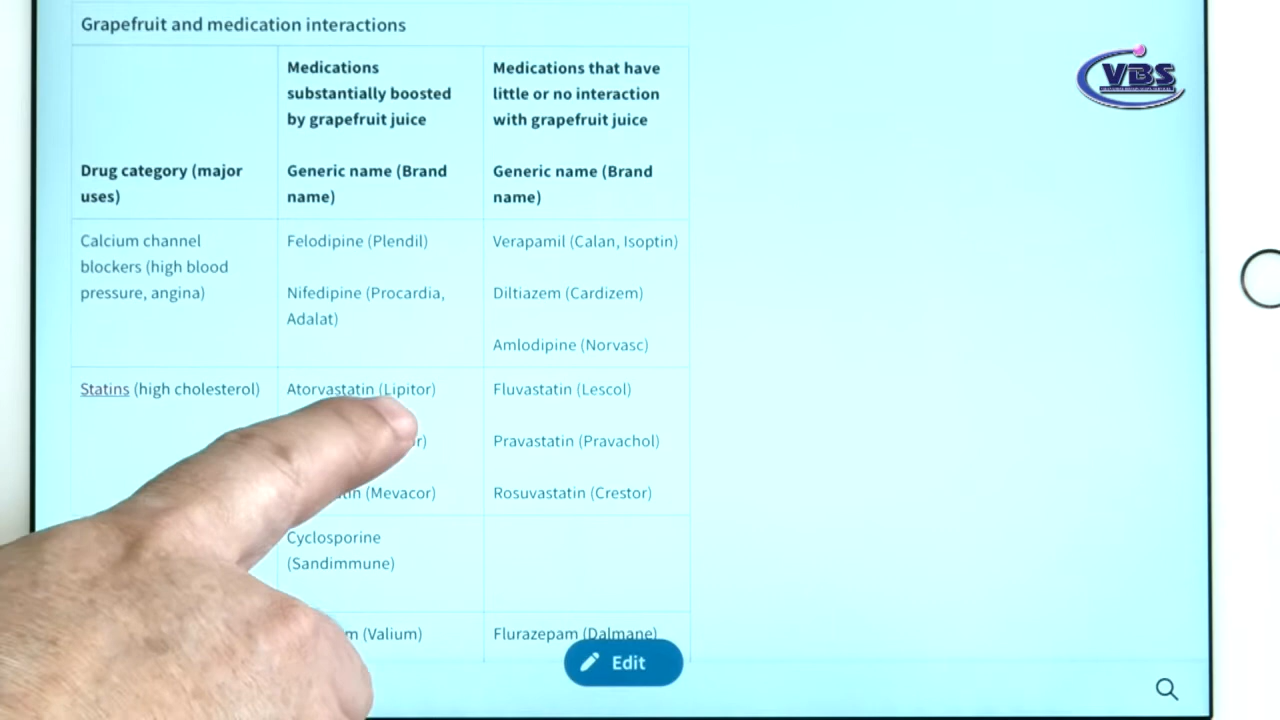 Grapefruit and medication interactions
VBS
Medications
substantially boosted
by grapefruit juice
Medications that have
little or no interaction
with grapefruit juice
Drug category (major
uses)
Generic name (Brand
name)
Generic name (Brand
name)
Calcium channel
blockers (high blood
pressure, angina)
Felodipine (Plendil)
Nifedipine (Procardia,
Adalat)
Verapamil (Calan, Isoptin)
Diltiazem (Cardizem)
Amlodipine (Norvasc)
Statins (high cholesterol)
Atorvastatin (Lipitor)
(Mevacor)
Fluvastatin (Lescol)
Pravastatin (Pravachol)
Rosuvastatin (Crestor)
Cyclosporine
(Sandimmune)
(Valium)
Flurazepam (Dalmane)
Edit